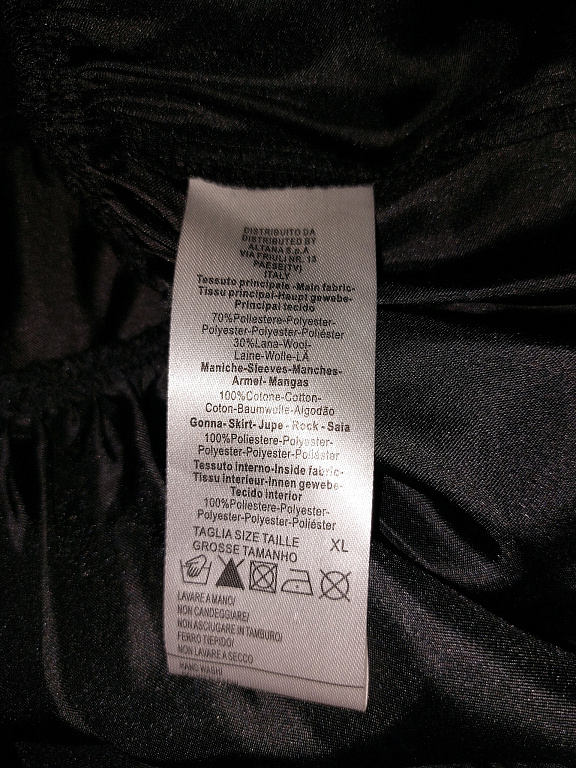 DISTRIBUITO DA
DISTRIBUTED BY
ALTANA S.p.A.
VIA FRIULI NR. 13
PAESE(TV)
ITALY
Tessuto principale-Main fabric-
Tissu principal-Haupt gewebe-
Principal tecido
70%Poliestere-Polyester-
Polyester-Polyester-Poliéster
30%Lana-Wool-
Laine-Wolle-LÃ
Maniche-Sleeves-Manches-
Armel-Mangas
100%Cotone-Cotton-
Coton-Baumwolle-Algodão
Gonna-Skirt-Jupe-Rock-Saia
100%Poliestere-Polyester-
Polyester-Polyester-Poliéster
Tessuto interno-Inside fabric-
Tissu interieur-Innen gewebe-
Tecido interior
100%Poliestere-Polyester-
Polyester-Polyester-Poliéster
TAGLIA SIZE TAILLE XL
GROSSE TAMANHO
LAVARE A MANO/
NON CANDEGGIARE/
NON ASCIUGARE IN TAMBURO/
FERRO TIEPIDO/
NON LAVARE A SECCO
HAND WASH/